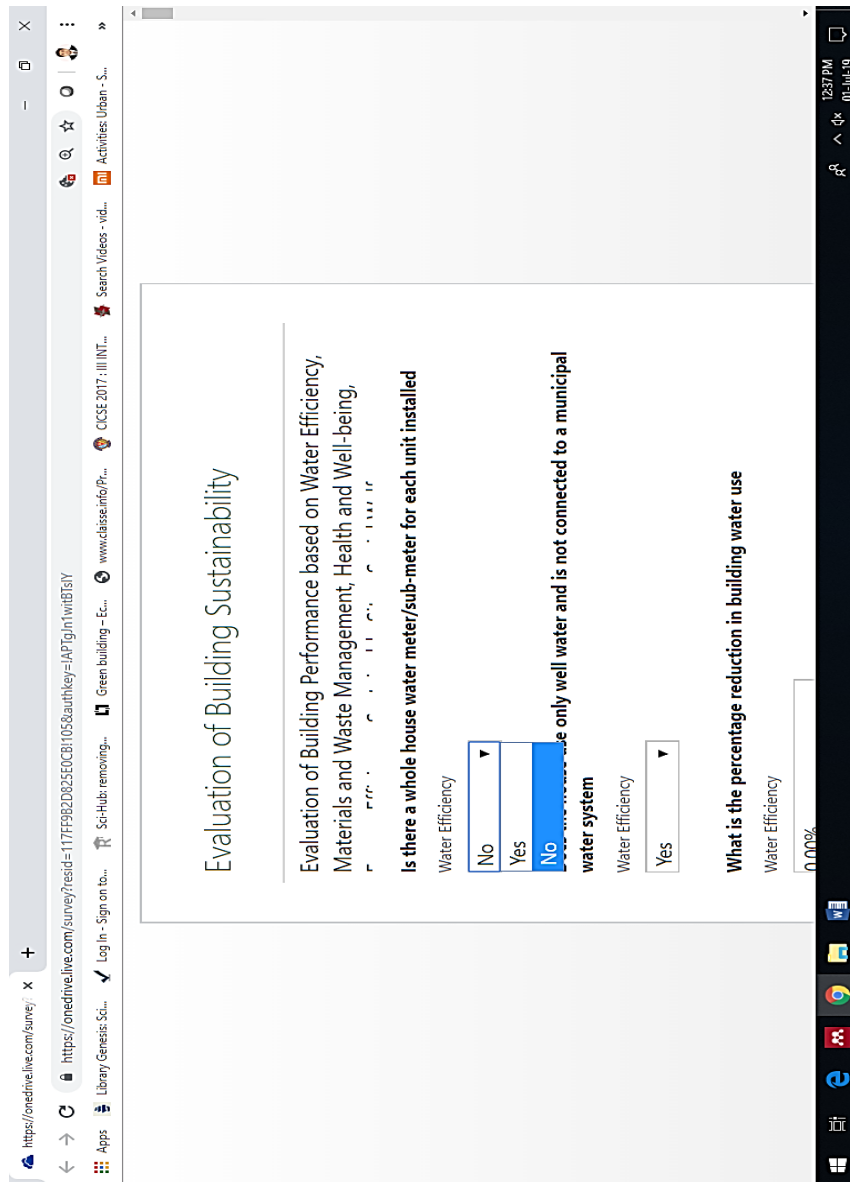 https://onedrive.live.com/survey?
https://onedrive.live.com/survey?resid=117FF9B2D825E0CB!105&authkey=!APTgJn1witBTsIY
Apps
Library Genesis: Sci...
Log In - Sign on to...
Sci-Hub: removing...
Green building – Ec...
www.claisse.info/Pr...
CICSE 2017 : III INT...
Search Videos - vid...
Activities: Urban - S...
Evaluation of Building Sustainability
Evaluation of Building Performance based on Water Efficiency,
Materials and Waste Management, Health and Well-being,
Is there a whole house water meter/sub-meter for each unit installed
Water Efficiency
No
Yes
No
use only well water and is not connected to a municipal
water system
Water Efficiency
Yes
What is the percentage reduction in building water use
Water Efficiency
0.00%
12:37 PM
01-Jul-19